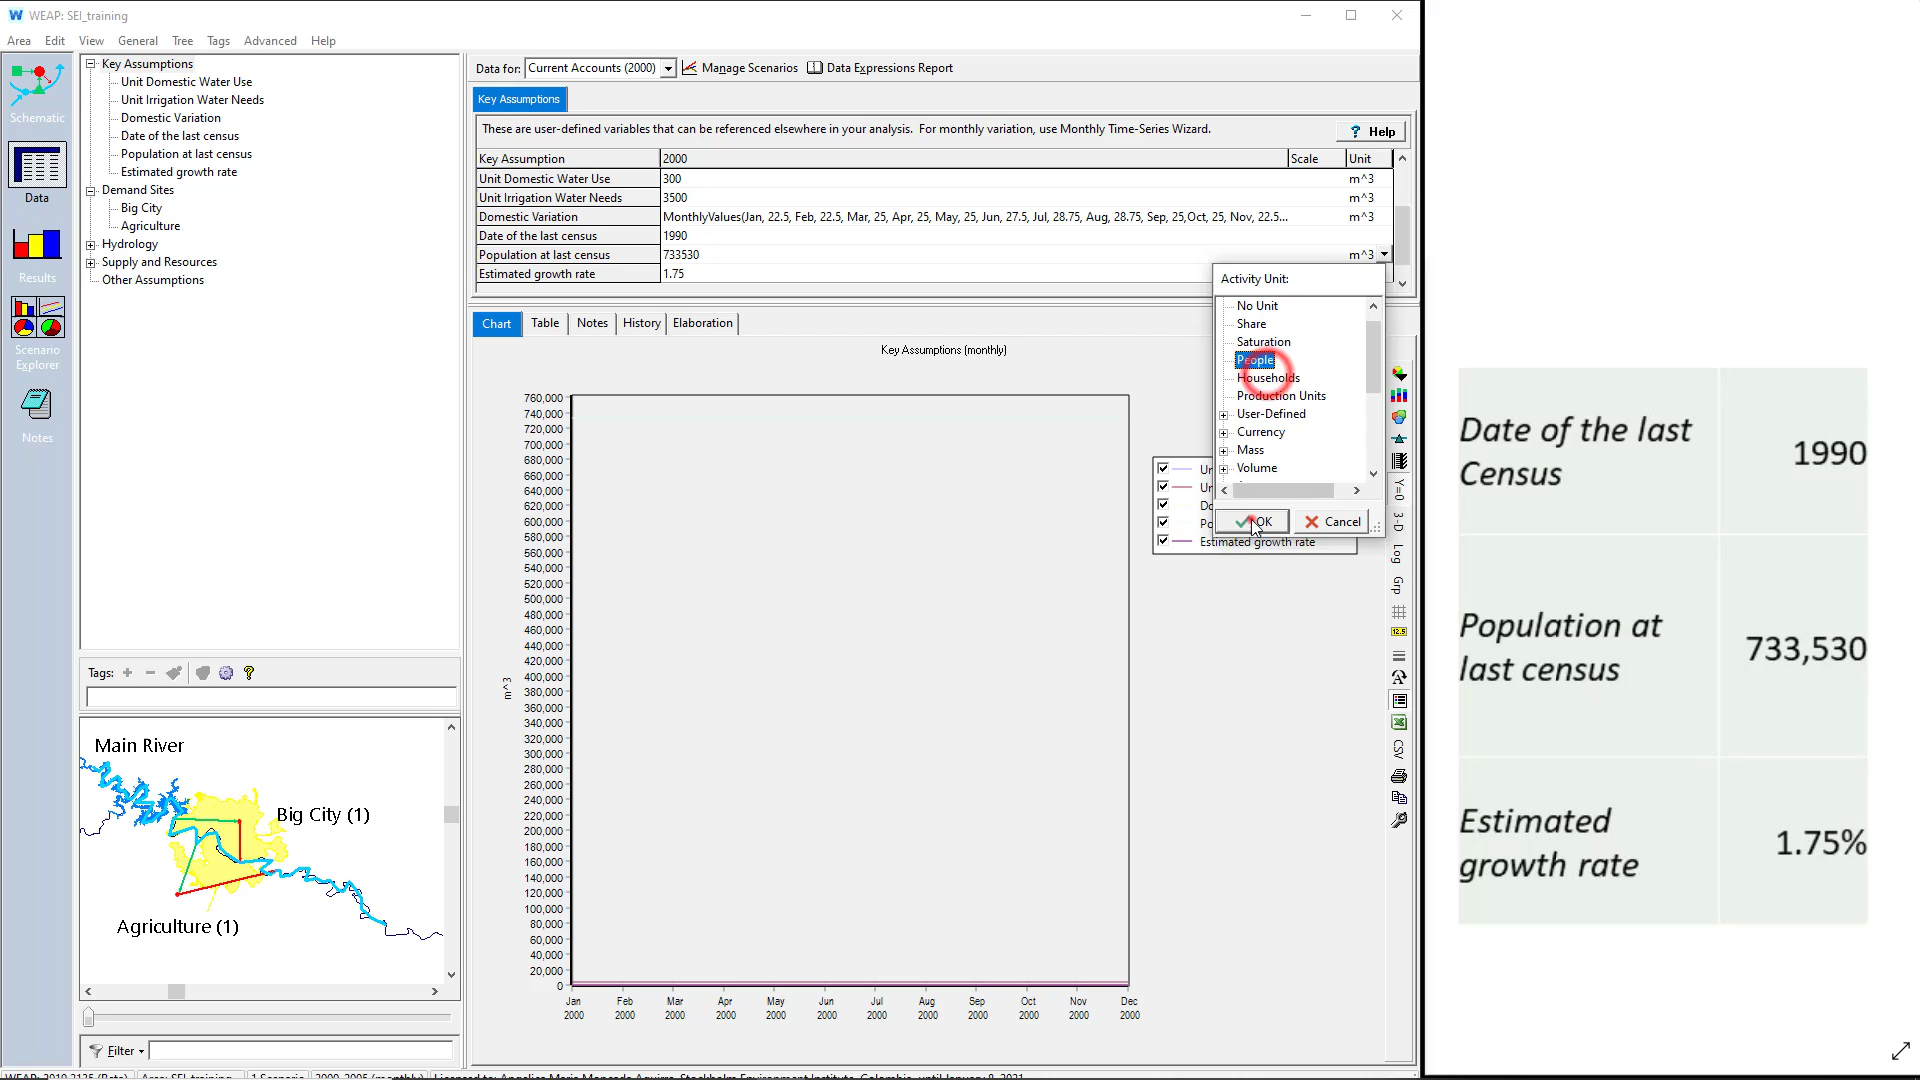 WEAP: SEI_training
Area Edit View General Tree Tags Advanced Help
Schematic
Data
Results
Scenario
Explorer
Notes
Key Assumptions
Unit Domestic Water Use
Unit Irrigation Water Needs
Domestic Variation
Date of the last census
Population at last census
Estimated growth rate
Demand Sites
Big City
Agriculture
Hydrology
Supply and Resources
Other Assumptions
Tags:
Main River
Big City (1)
Agriculture (1)
Filter
Data for: Current Accounts (2000) Manage Scenarios Data Expressions Report
Key Assumptions
These are user-defined variables that can be referenced elsewhere in your analysis. For monthly variation, use Monthly Time-Series Wizard.
? Help
Key Assumption 2000 Scale Unit
Unit Domestic Water Use 300 m^3
Unit Irrigation Water Needs 3500 m^3
Domestic Variation MonthlyValues(Jan, 22.5, Feb, 22.5, Mar, 25, Apr, 25, May, 25, Jun, 27.5, Jul, 28.75, Aug, 28.75, Sep, 25,Oct, 25, Nov, 22.5... m^3
Date of the last census 1990
Population at last census 733530 m^3
Estimated growth rate 1.75
Activity Unit:
No Unit
Share
Saturation
People
Households
Production Units
User-Defined
Currency
Mass
Volume
OK Cancel
Chart Table Notes History Elaboration
Key Assumptions (monthly)
760,000
740,000
720,000
700,000
680,000
660,000
640,000
620,000
600,000
580,000
560,000
540,000
520,000
500,000
480,000
460,000
440,000
420,000
400,000
380,000
360,000
340,000
320,000
300,000
280,000
260,000
240,000
220,000
200,000
180,000
160,000
140,000
120,000
100,000
80,000
60,000
40,000
20,000
0
m^3
Jan Feb Mar Apr May Jun Jul Aug Sep Oct Nov Dec
2000 2000 2000 2000 2000 2000 2000 2000 2000 2000 2000 2000
Un
Un
Do
Po
Estimated growth rate
Y=0
3-D
Log
Grp
12.5
CSV
Date of the last
Census
1990
Population at
last census
733,530
Estimated
growth rate
1.75%